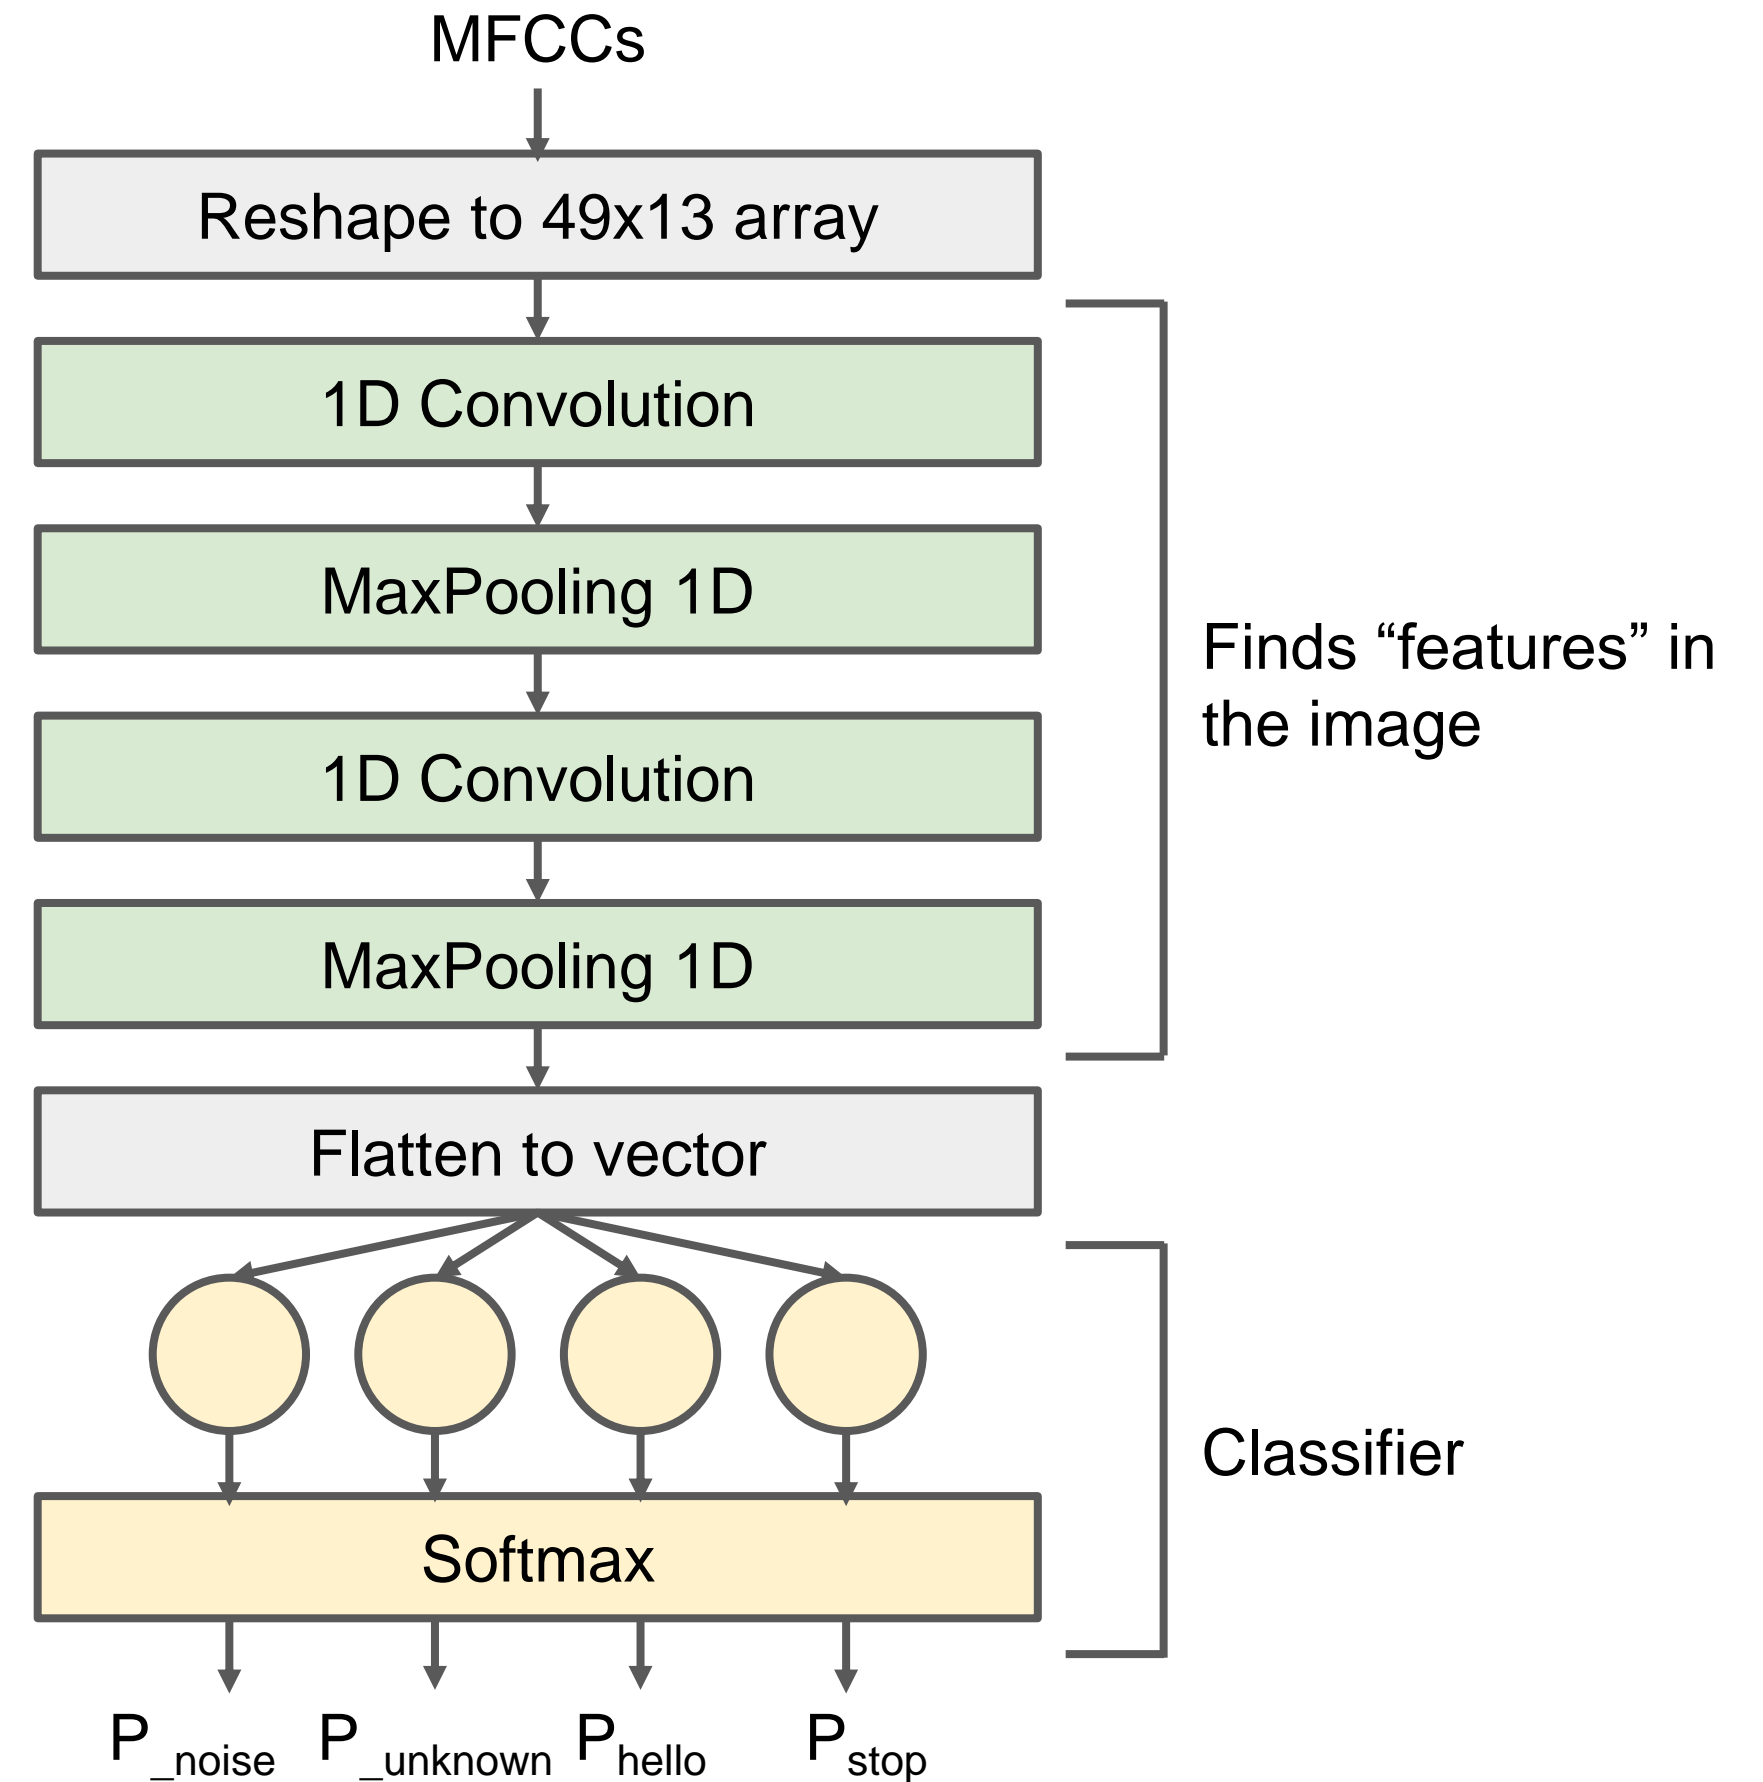 MFCCs
Reshape to 49x13 array
1D Convolution
MaxPooling 1D
Finds “features” in
the image
1D Convolution
MaxPooling 1D
Flatten to vector
Classifier
Softmax
P_noise P_unknown Phello Pstop